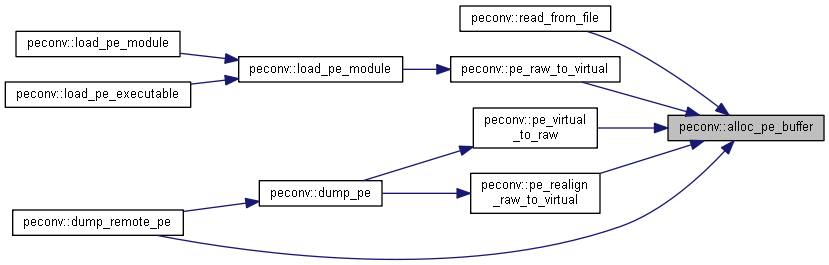 peconv::read_from_file
peconv::load_pe_module
peconv::load_pe_module
peconv::pe_raw_to_virtual
peconv::load_pe_executable
peconv::alloc_pe_buffer
peconv::pe_virtual
_to_raw
peconv::dump_pe
peconv::pe_realign
_raw_to_virtual
peconv::dump_remote_pe